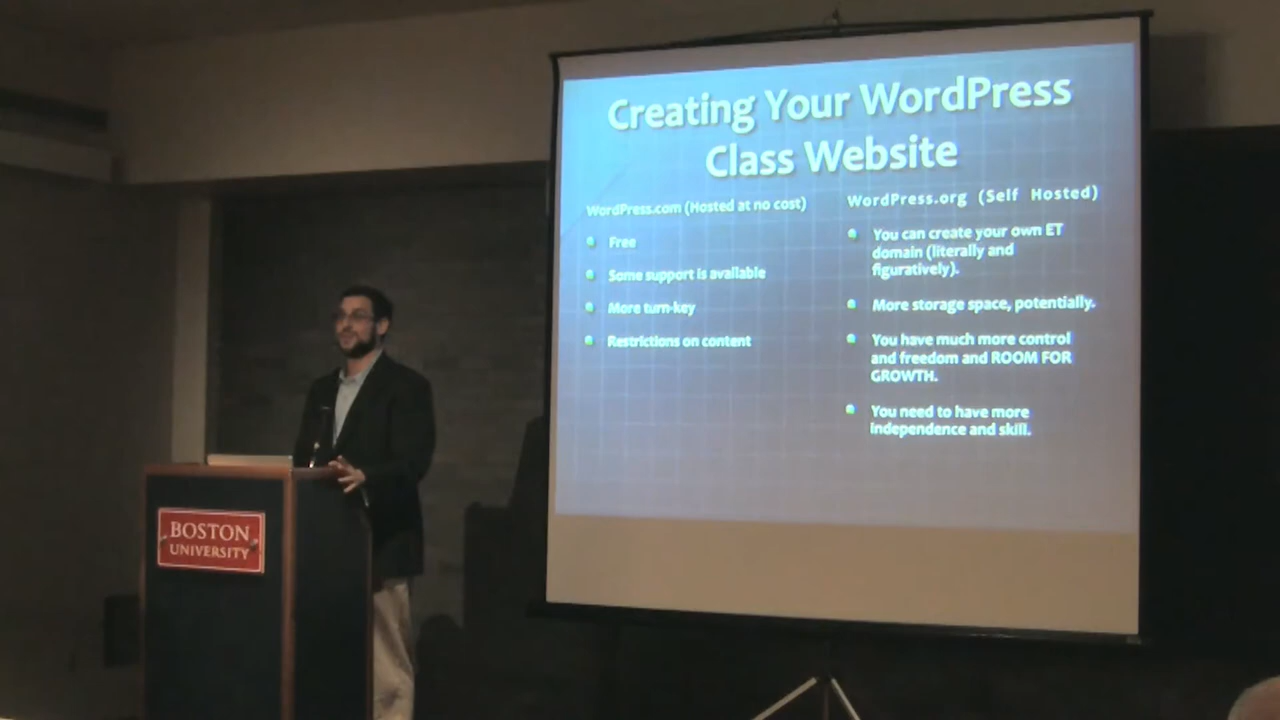 Creating Your WordPress
Class Website
WordPress.com (Hosted at no cost)
Free
Some support is available
More turn-key
Restrictions on content
WordPress.org (Self Hosted)
You can create your own ET
domain (literally and
figuratively).
More storage space, potentially.
You have much more control
and freedom and ROOM FOR
GROWTH.
You need to have more
independence and skill.
BOSTON
UNIVERSITY